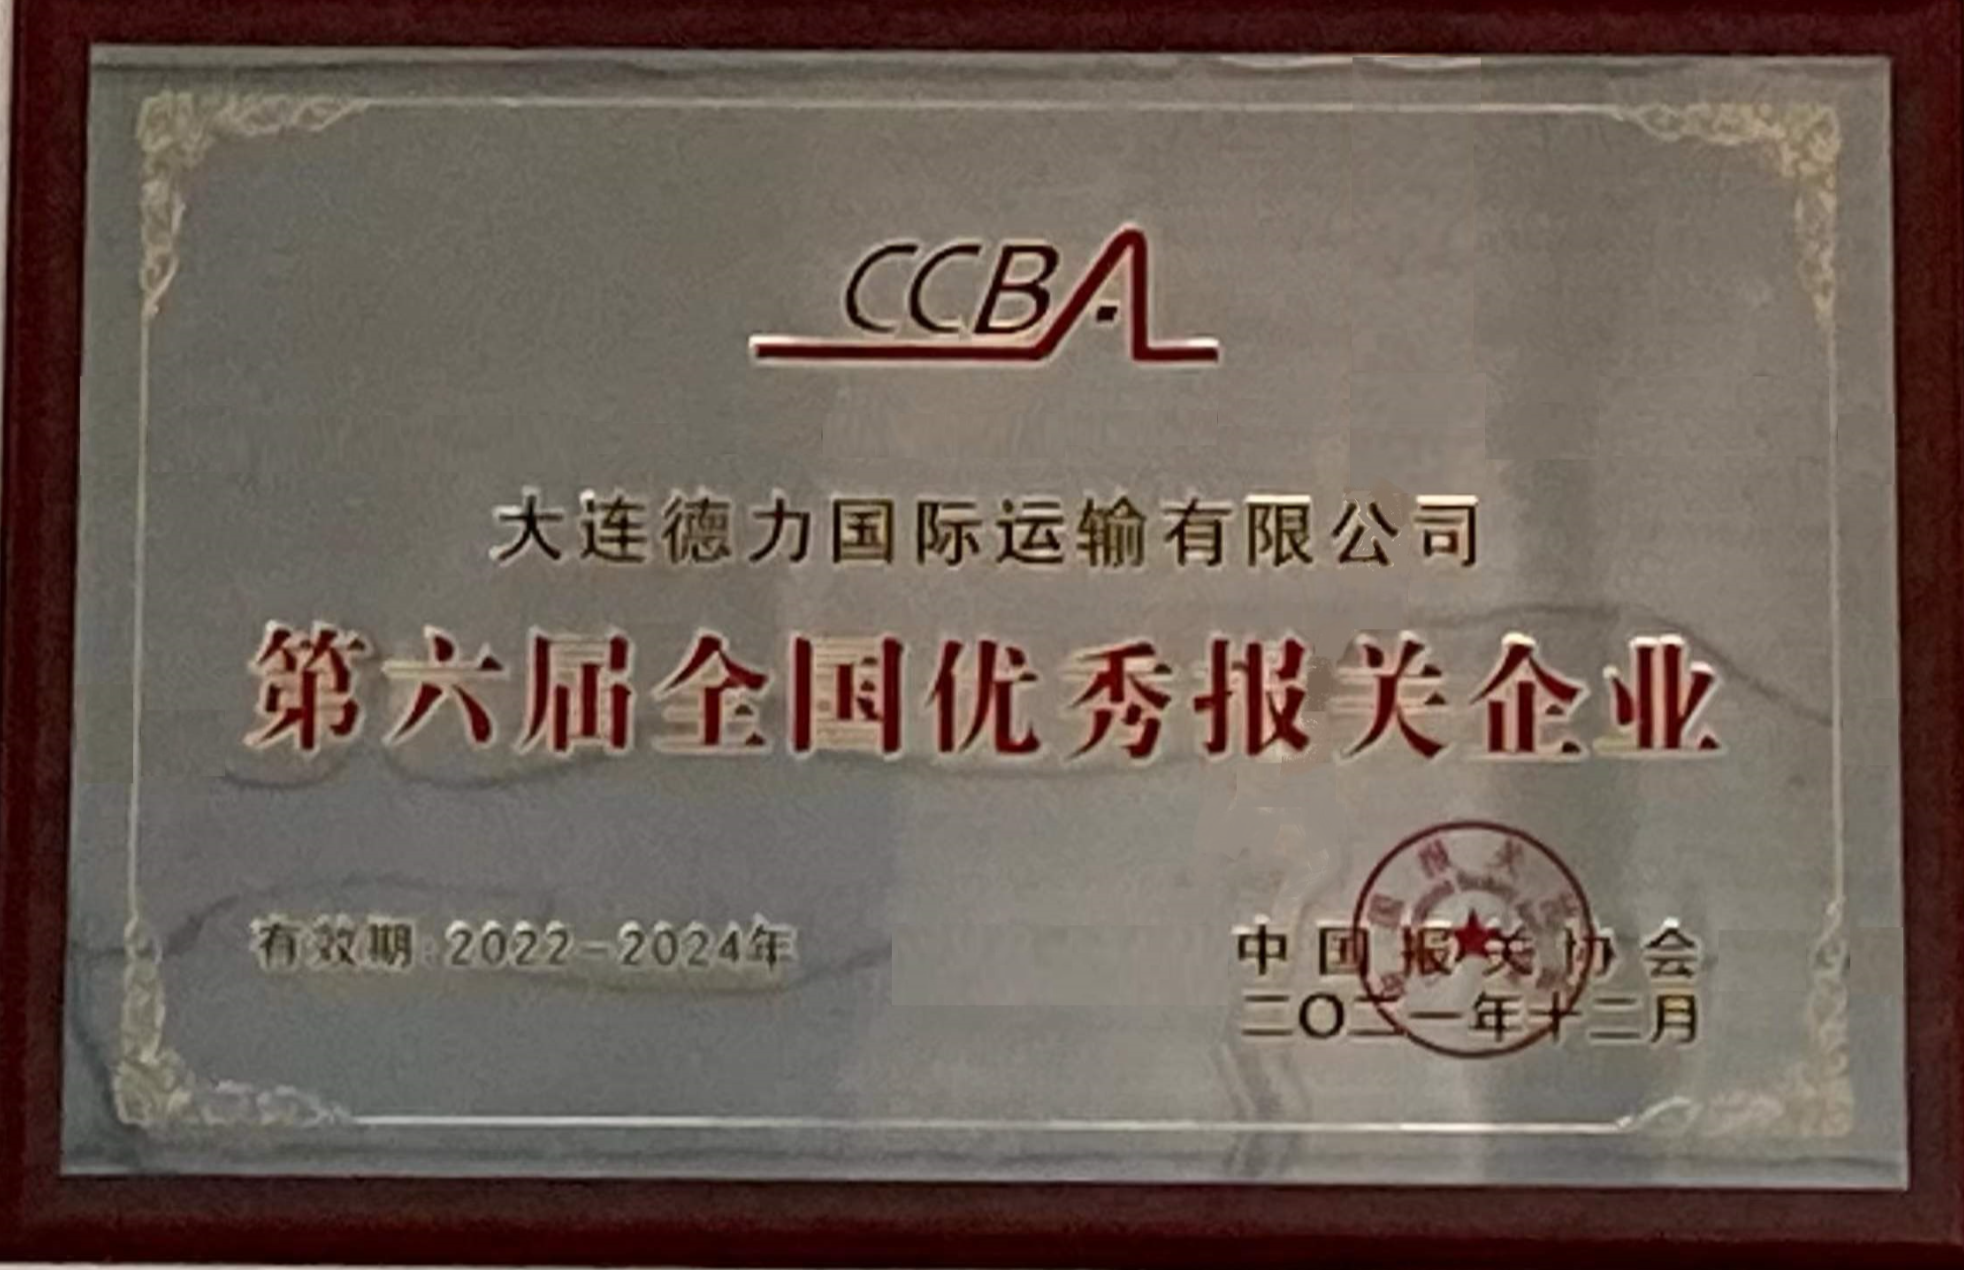 CCBA
大连德力国际运输有限公司
第六届全国优秀报关企业
有效期:2022-2024年
中国报关协会
二〇二一年十二月